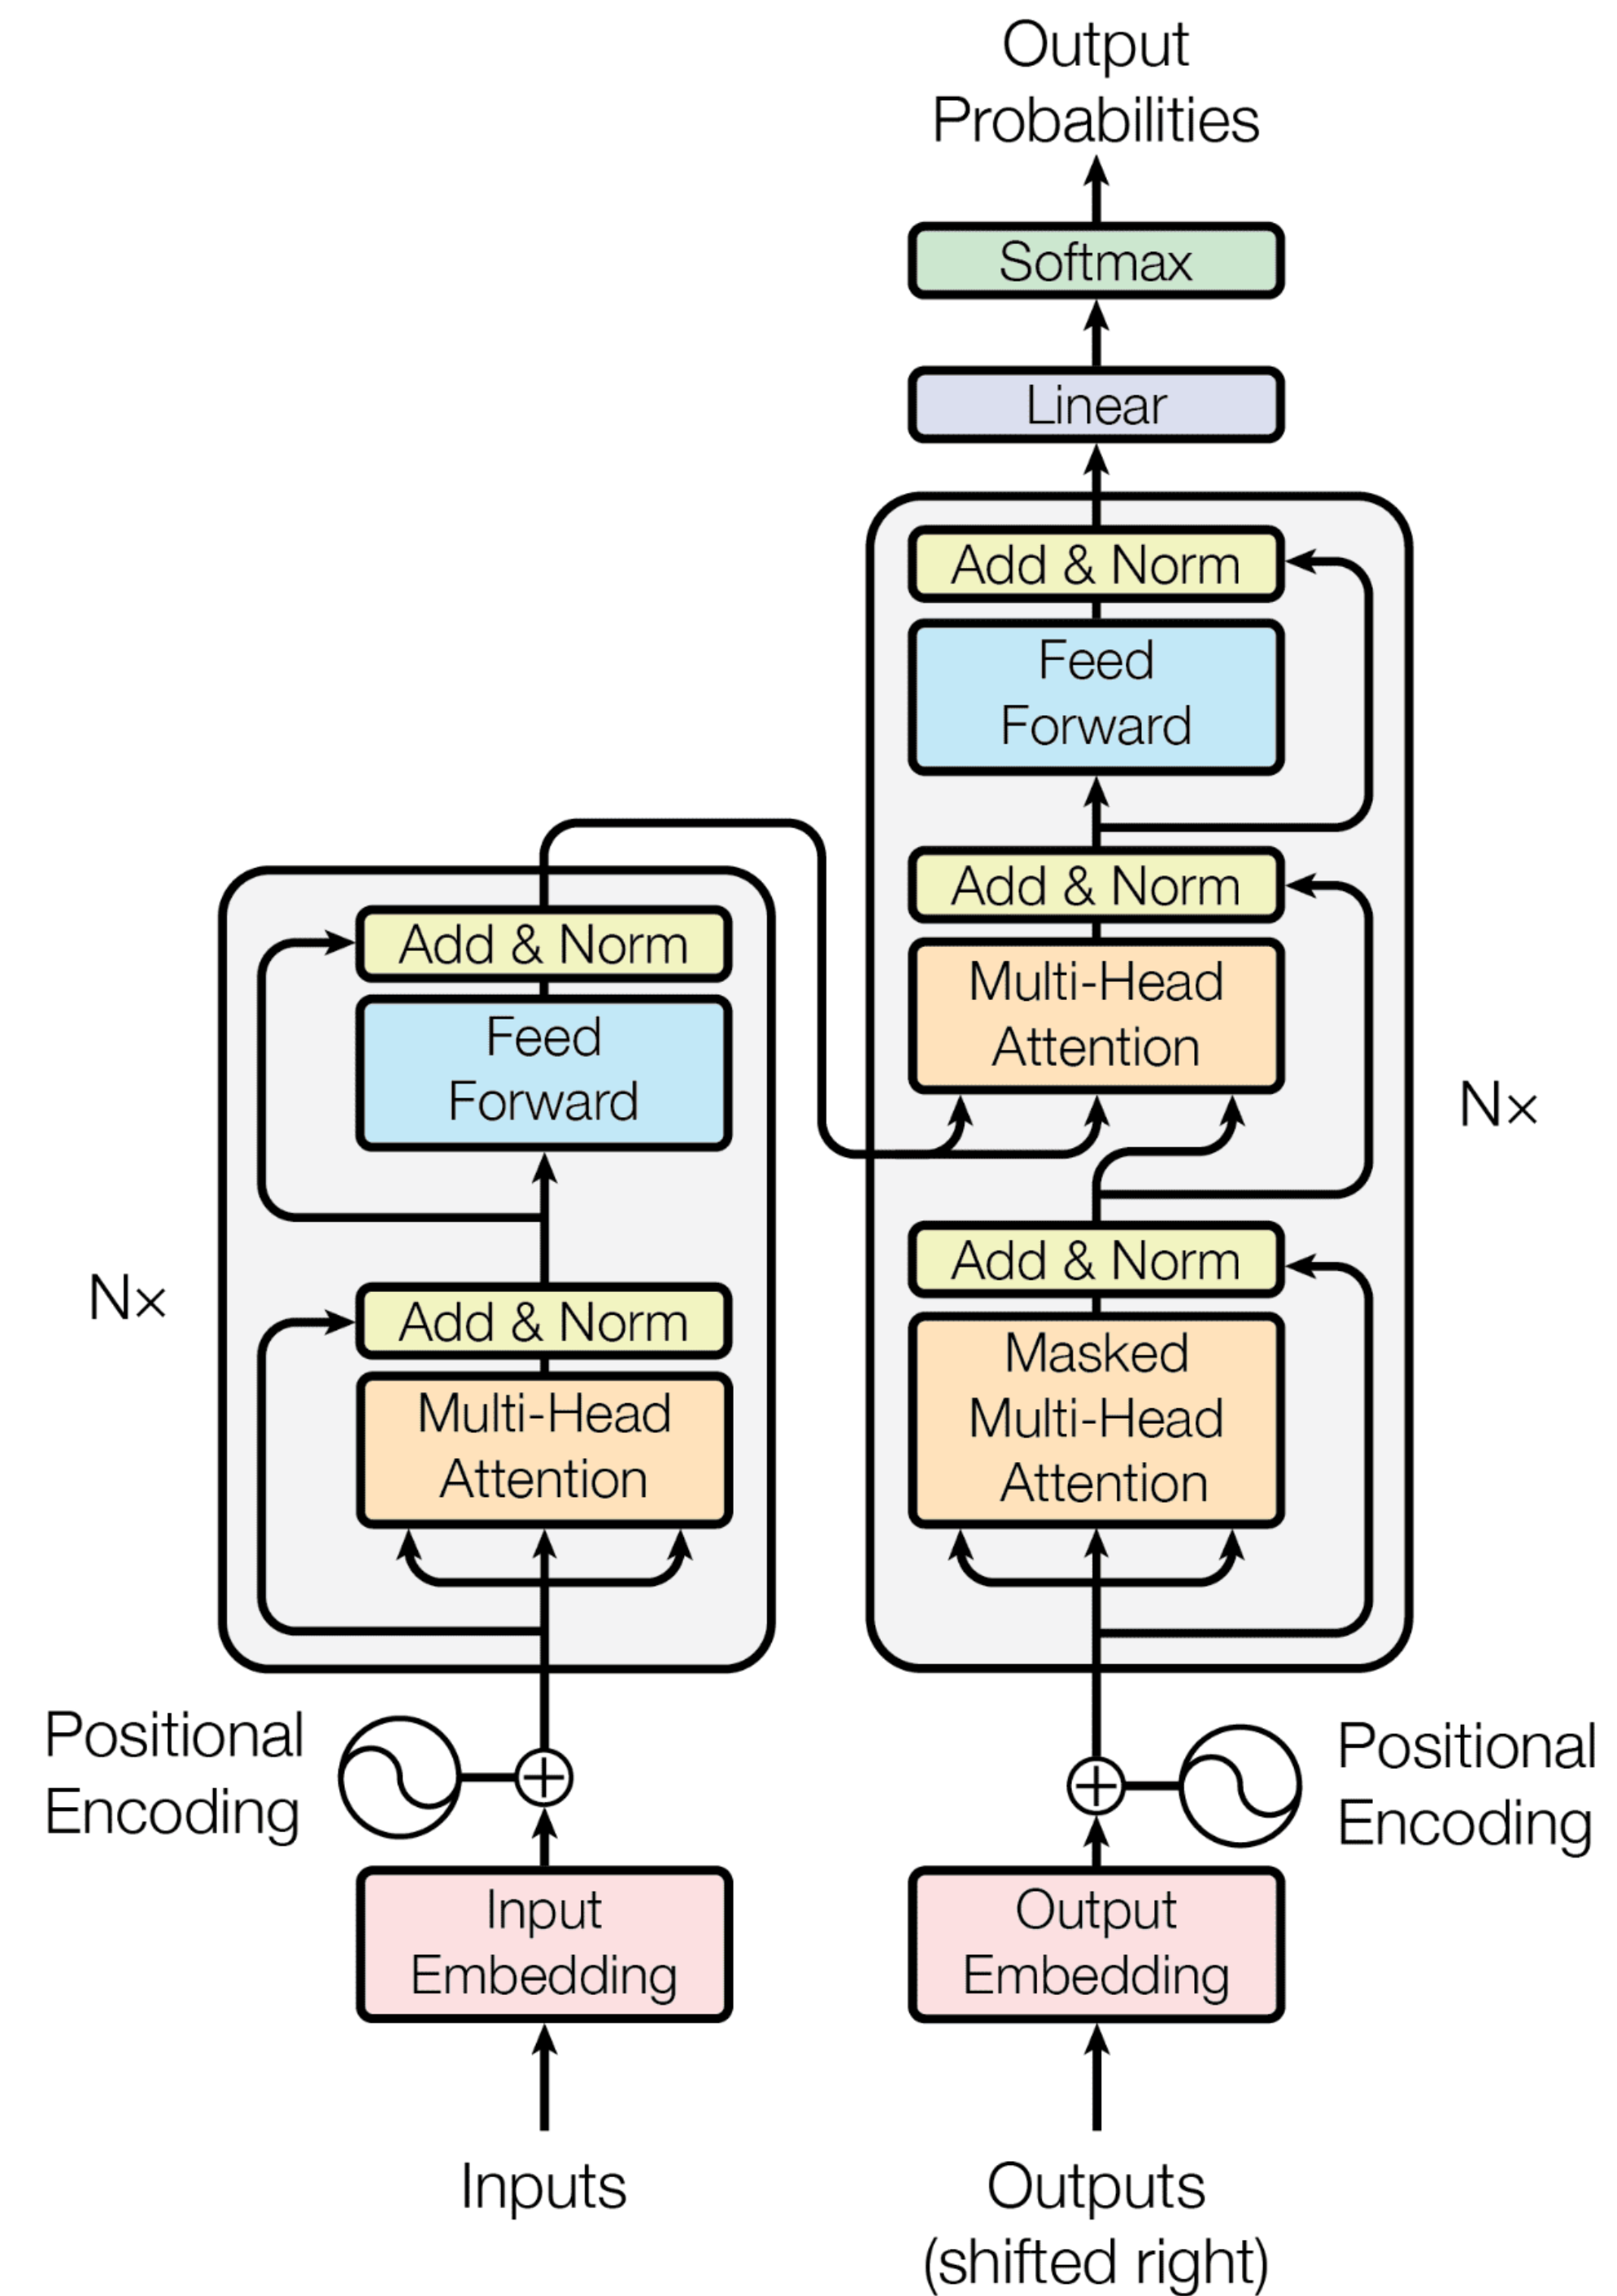 Output
Probabilities
Softmax
Linear
Add & Norm
Feed
Forward
Add & Norm
Multi-Head
Attention
Nx
Add & Norm
Masked
Multi-Head
Attention
Add & Norm
Feed
Forward
Nx
Add & Norm
Multi-Head
Attention
Positional
Encoding
Positional
Encoding
Input
Embedding
Output
Embedding
Inputs
Outputs
(shifted right)